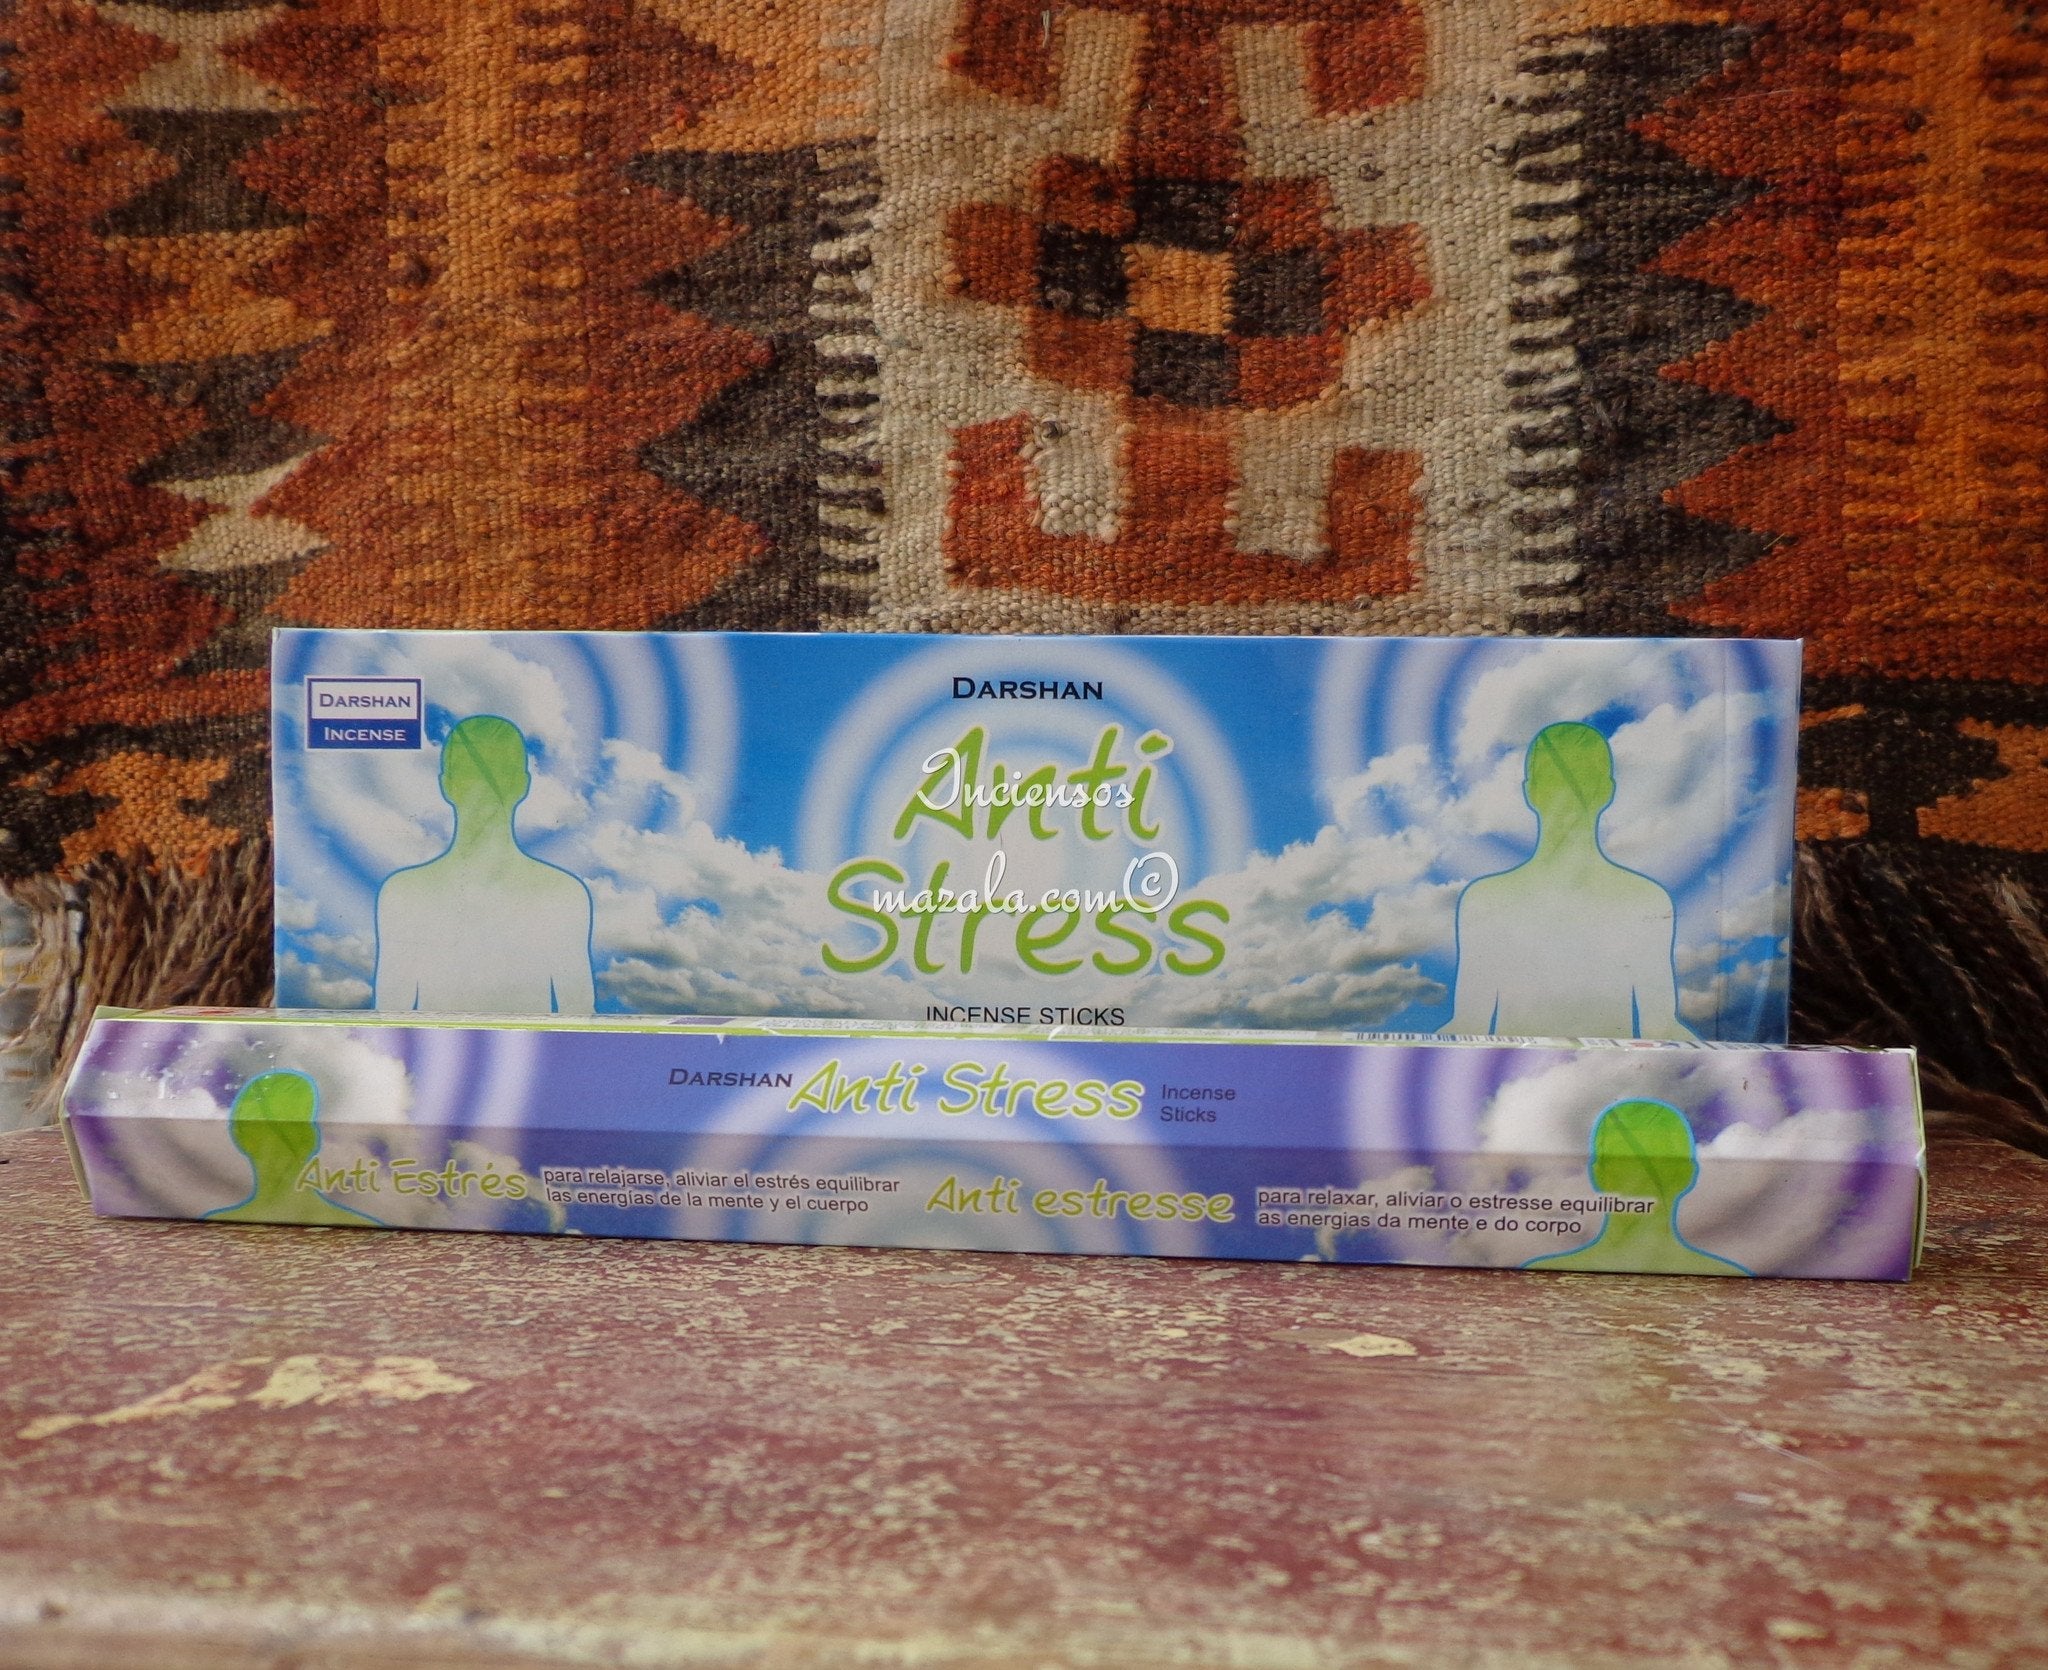 DARSHAN
INCENSE
DARSHAN
Anti
Stress
INCENSE STICKS
Inciensos
mazala.com©
DARSHAN Anti Stress Incense
Sticks
Anti Estrés para relajarse, aliviar el estrés equilibrar
las energías de la mente y el cuerpo
Anti estresse para relaxar, aliviar o estresse equilibrar
as energías da mente e do corpo